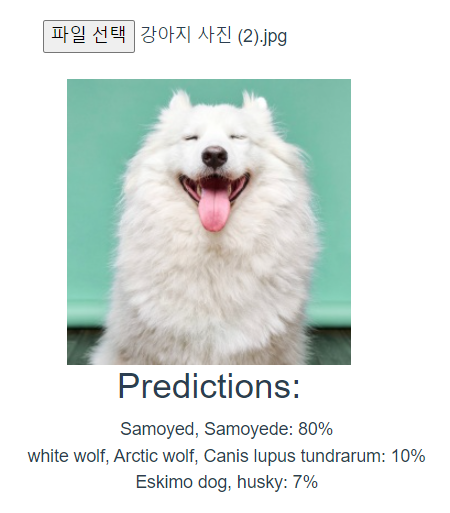 파일 선택 강아지 사진 (2).jpg
Predictions:
Samoyed, Samoyede: 80%
white wolf, Arctic wolf, Canis lupus tundrarum: 10%
Eskimo dog, husky: 7%